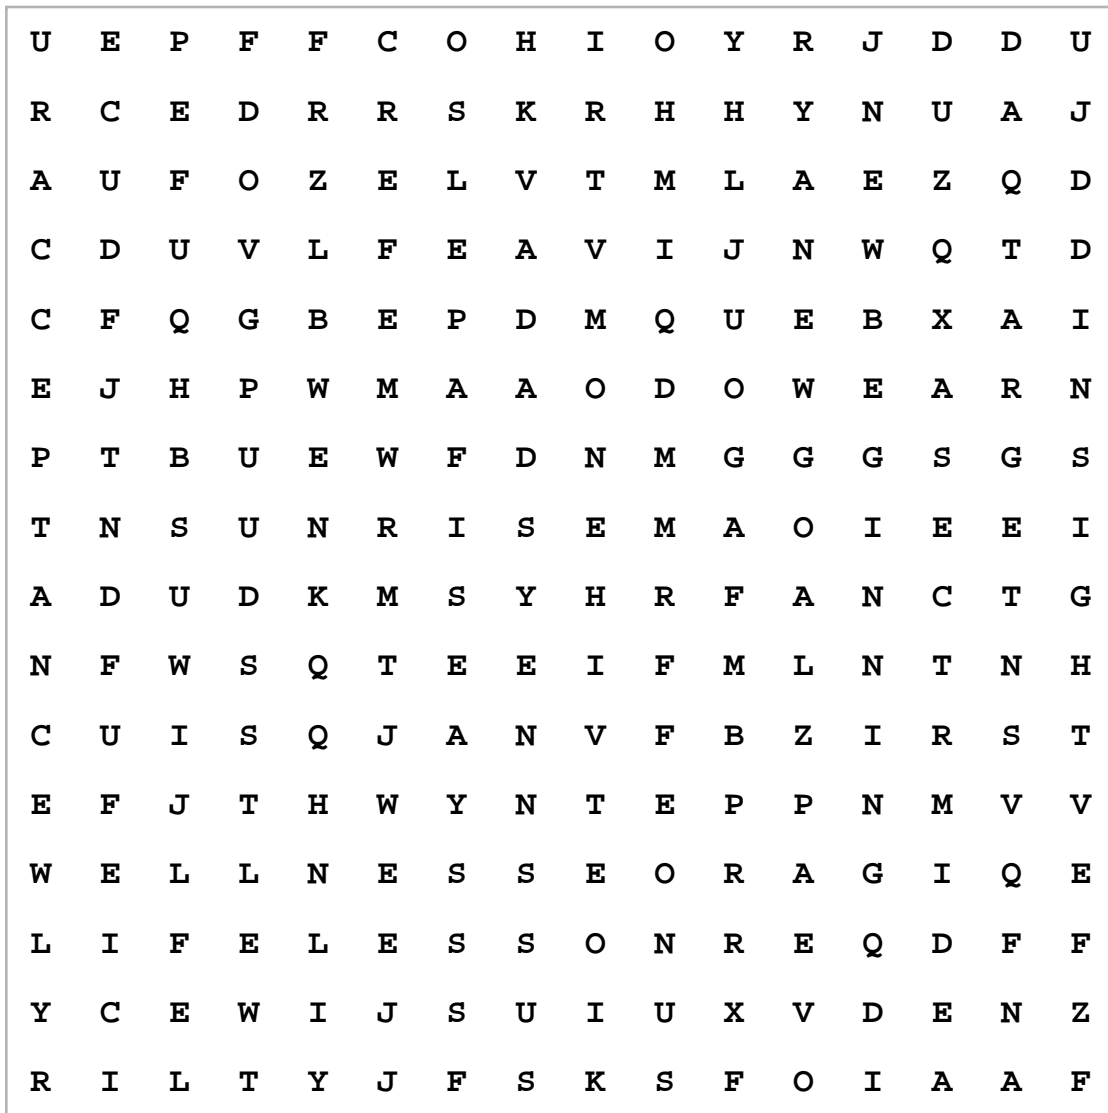 U E P F F C O H I O Y R J D D U
R C E D R R S K R H H Y N U A J
A U F O Z E L V T M L A E Z Q D
C D U V L F E A V I J N W Q T D
C F Q G B E P D M Q U E B X A I
E J H P W M A A O D O W E A R N
P T B U E W F D N M G G G S G S
T N S U N R I S E M A O I E E I
A D U D K M S Y H R F A N C T G
N F W S Q T E E I F M L N T N H
C U I S Q J A N V F B Z I R S T
E F J T H W Y N T E P P N M V V
W E L L N E S S E O R A G I Q E
L I F E L E S S O N R E Q D F F
Y C E W I J S U I U X V D E N Z
R I L T Y J F S K S F O I A A F